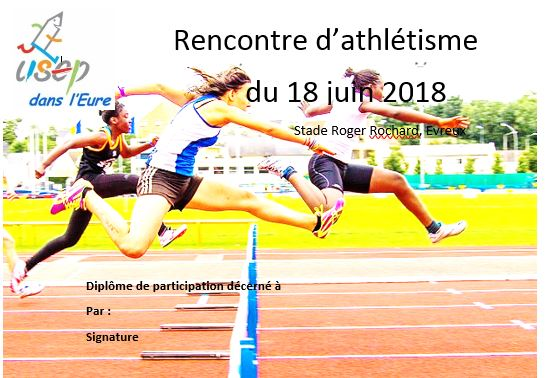 usep
dans l'Eure
Rencontre d'athlétisme
du 18 juin 2018
Stade Roger Rochard, Evreux
Diplôme de participation décerné à
Par :
Signature